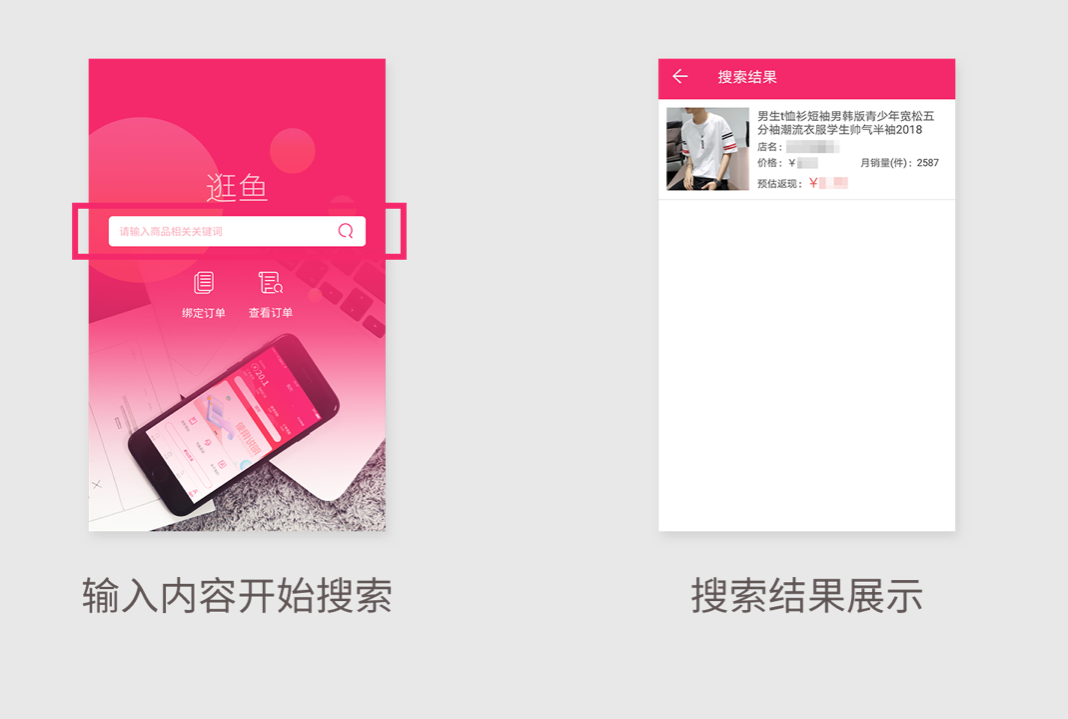 逛鱼
请输入商品相关关键词
绑定订单
查看订单
输入内容开始搜索
搜索结果
男生t恤衫短袖男韩版青少年宽松五
分袖潮流衣服学生帅气半袖2018
店名：
价格：￥
月销量(件)：2587
预估返现：￥
搜索结果展示